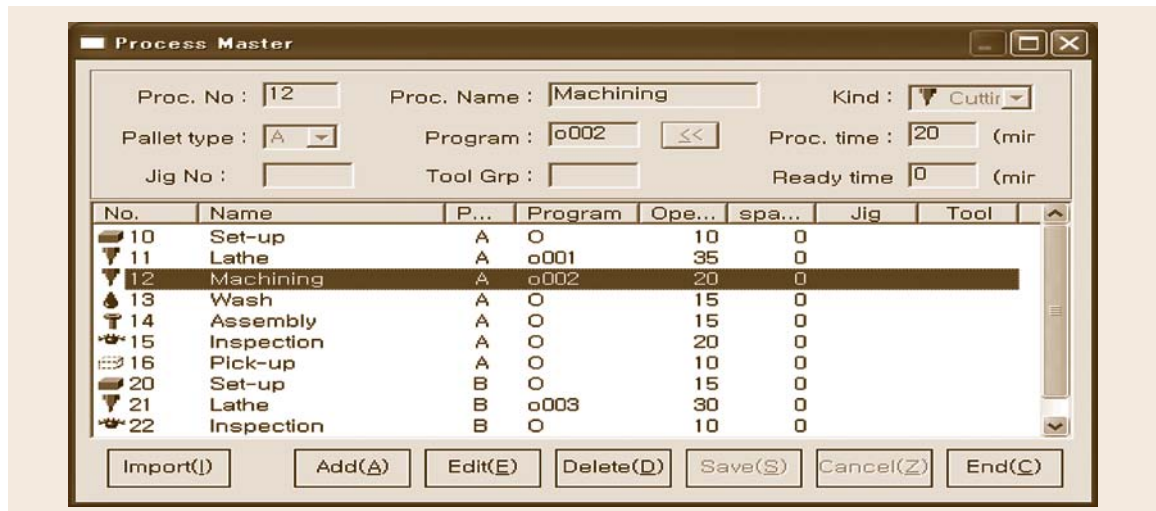 Process Master
Proc. No : 12 Proc. Name : Machining Kind : Cuttir
Pallet type : A Program : o002 << Proc. time : 20 (mir
Jig No : Tool Grp : Ready time 0 (mir
No. Name P... Program Ope... spa... Jig Tool
10 Set-up A O 10 0
11 Lathe A o001 35 0
12 Machining A o002 20 0
13 Wash A O 15 0
14 Assembly A O 15 0
15 Inspection A O 20 0
16 Pick-up A O 10 0
20 Set-up B O 15 0
21 Lathe B o003 30 0
22 Inspection B O 10 0
Import(I) Add(A) Edit(E) Delete(D) Save(S) Cancel(Z) End(C)